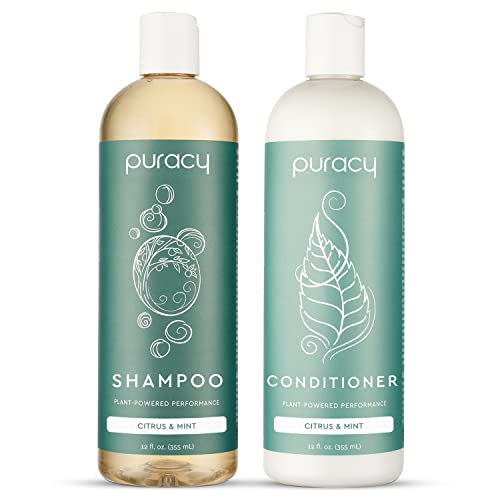 puracy
SHAMPOO
PLANT-POWERED PERFORMANCE
CITRUS & MINT
12 fl. oz. (355 mL)
puracy
CONDITIONER
PLANT-POWERED PERFORMANCE
CITRUS & MINT
12 fl. oz. (355 mL)